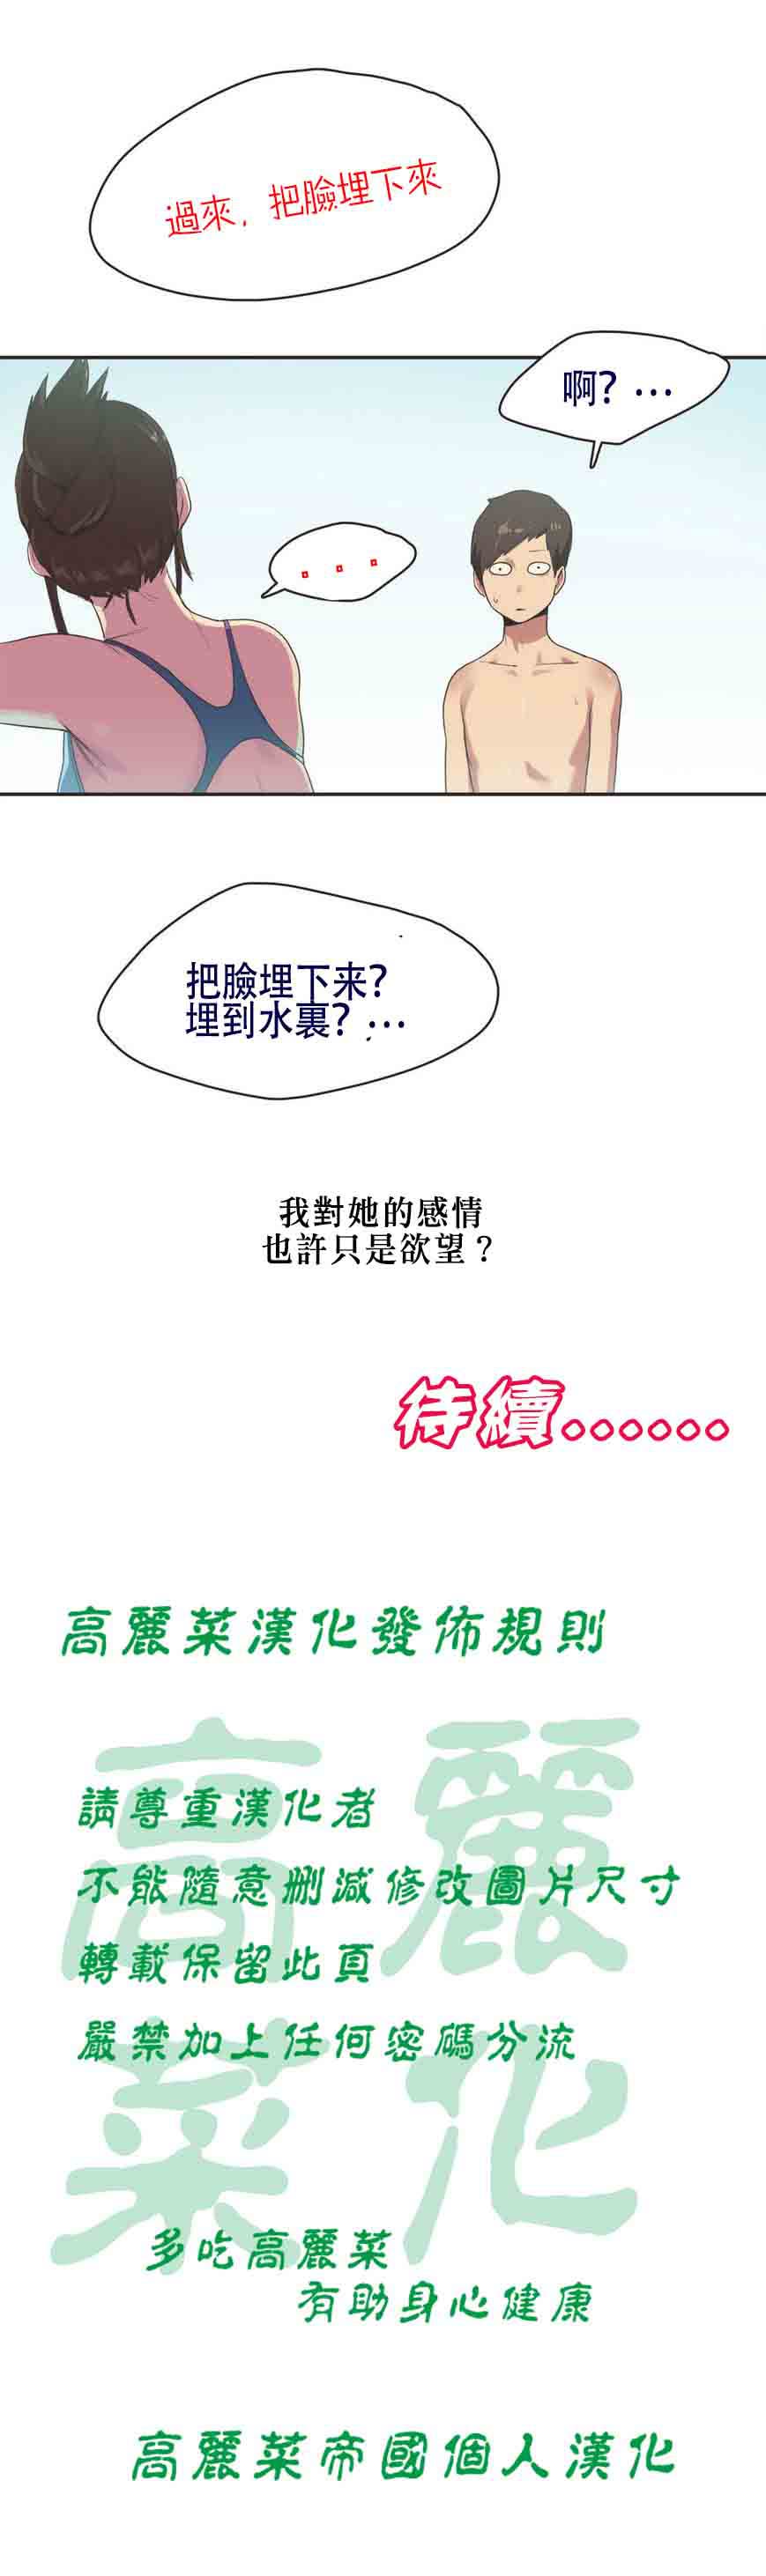 過來，把臉埋下來
啊？…
...
把臉埋下来？
埋到水裏？…
我對她的感情
也許只是欲望？
待續......
高麗菜漢化發佈規則
高麗
菜化
請尊重漢化者
不能隨意刪減修改圖片尺寸
轉載保留此頁
嚴禁加上任何密碼分流
多吃高麗菜
有助身心健康
高麗菜帝國個人漢化